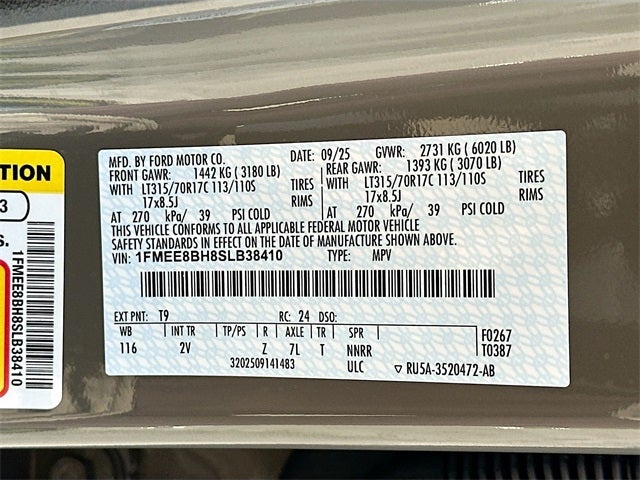 MFD. BY FORD MOTOR CO. DATE: 09/25 GVWR: 2731 KG ( 6020 LB)
FRONT GAWR: 1442 KG ( 3180 LB) REAR GAWR: 1393 KG ( 3070 LB)
WITH LT315/70R17C 113/110S TIRES WITH LT315/70R17C 113/110S TIRES
17x8.5J RIMS 17x8.5J RIMS
AT 270 kPa/ 39 PSI COLD AT 270 kPa/ 39 PSI COLD
THIS VEHICLE CONFORMS TO ALL APPLICABLE FEDERAL MOTOR VEHICLE
SAFETY STANDARDS IN EFFECT ON THE DATE OF MANUFACTURE SHOWN ABOVE.
VIN: 1FMEE8BH8SLB38410 TYPE: MPV
EXT PNT: T9 RC: 24 DSO:
WB INT TR TP/PS R AXLE TR SPR F0267
116 2V Z 7L T NNRR T0387
3202509141483 ULC RU5A-3520472-AB
TION
3
S.
1FMEE8BH8SLB38410